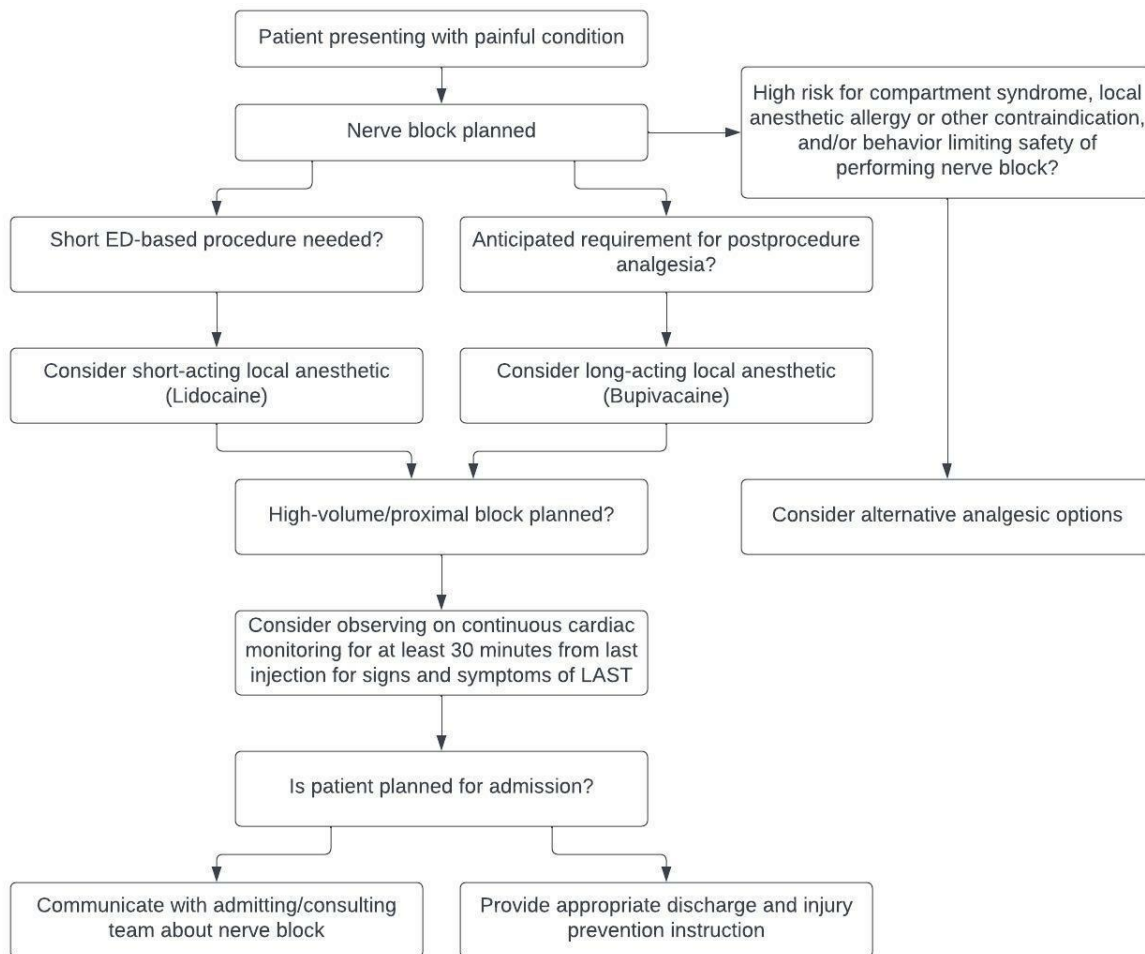 Patient presenting with painful condition
Nerve block planned
High risk for compartment syndrome, local
anesthetic allergy or other contraindication,
and/or behavior limiting safety of
performing nerve block?
Short ED-based procedure needed?
Anticipated requirement for postprocedure
analgesia?
Consider short-acting local anesthetic
(Lidocaine)
Consider long-acting local anesthetic
(Bupivacaine)
High-volume/proximal block planned?
Consider alternative analgesic options
Consider observing on continuous cardiac
monitoring for at least 30 minutes from last
injection for signs and symptoms of LAST
Is patient planned for admission?
Communicate with admitting/consulting
team about nerve block
Provide appropriate discharge and injury
prevention instruction